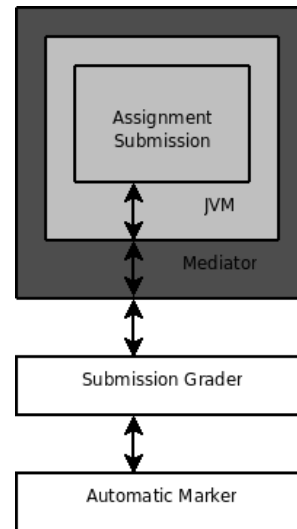 Assignment
Submission
JVM
Mediator
Submission Grader
Automatic Marker